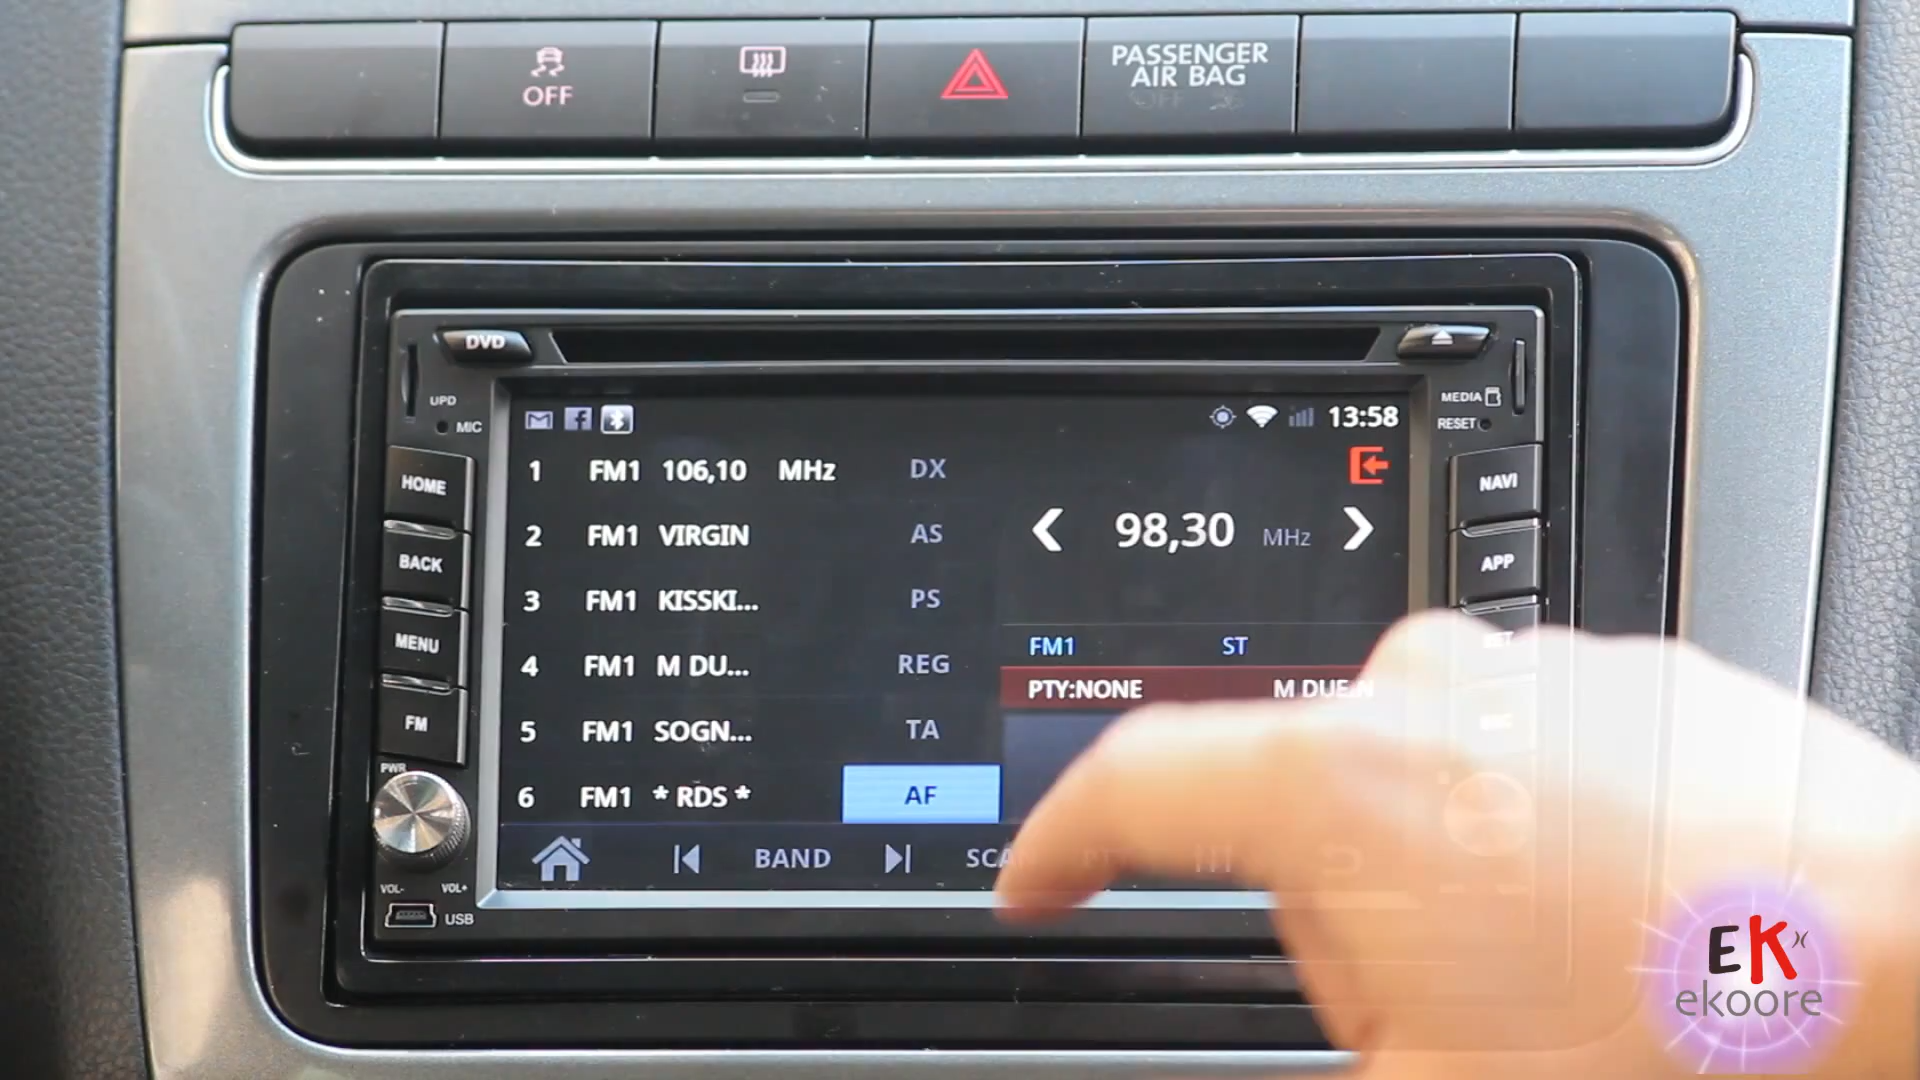 OFF
PASSENGER
AIR BAG
OFF
DVD
UPD
MIC
MEDIA
RESET
13:58
HOME
BACK
MENU
FM
PWR
VOL- VOL+
USB
NAVI
APP
1 FM1 106,10 MHz DX
2 FM1 VIRGIN AS
3 FM1 KISSKI... PS
4 FM1 M DU... REG
5 FM1 SOGN... TA
6 FM1 * RDS * AF
98,30 MHz
FM1 ST
PTY:NONE M DUE
BAND
EK
ekoore